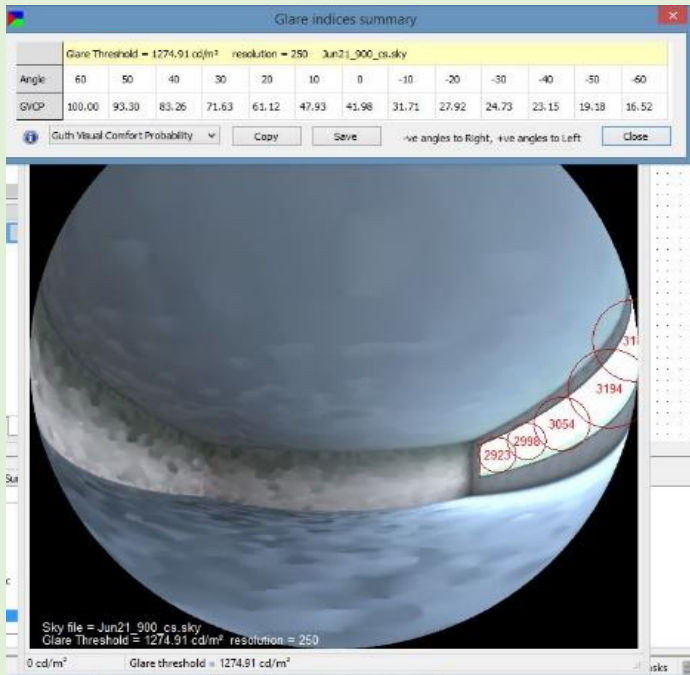 Glare indices summary
Glare Threshold = 1274.91 cd/m² resolution = 250 Jun21_900_cs.sky
Angle 60 50 40 30 20 10 0 -10 -20 -30 -40 -50 -60
GVCP 100.00 93.30 83.26 71.63 61.12 47.93 41.98 31.71 27.92 24.73 23.15 19.18 16.52
Guth Visual Comfort Probability Copy Save -ve angles to Right, +ve angles to Left Close
3194
3054
2998
2923
Sky file = Jun21_900_cs.sky
Glare Threshold = 1274.91 cd/m² resolution = 250
0 cd/m² Glare threshold = 1274.91 cd/m²